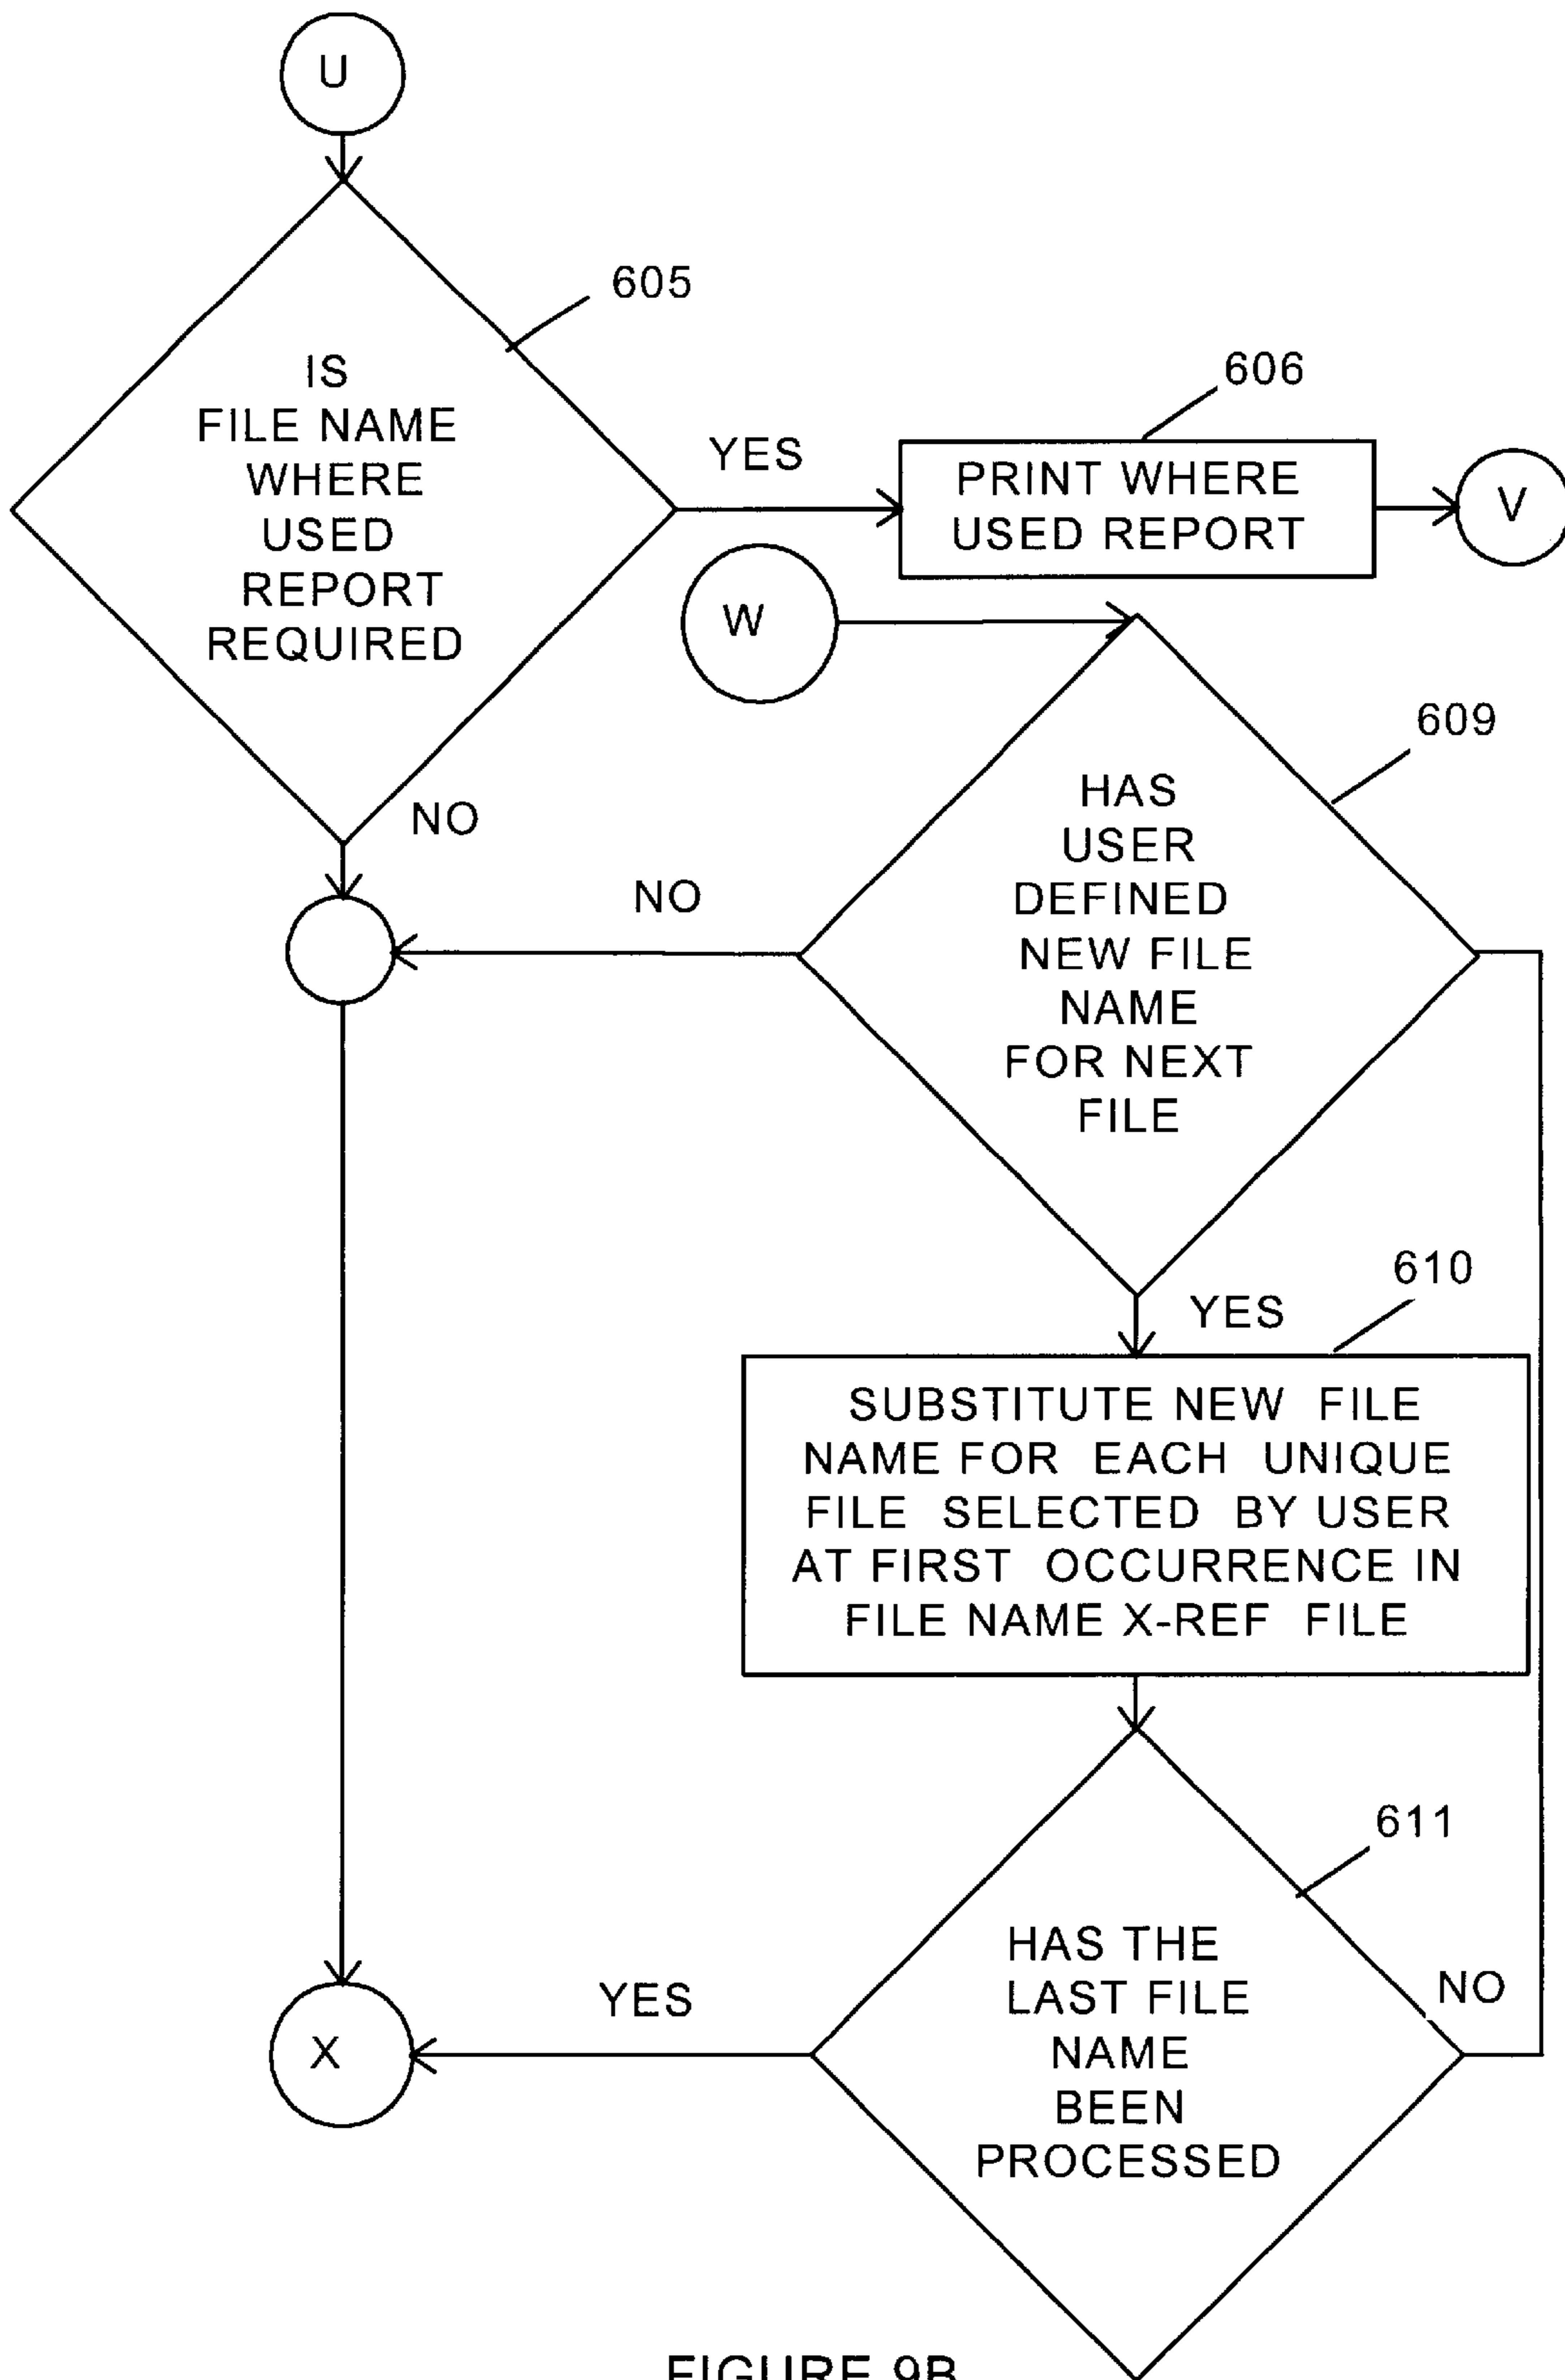 U
605
IS
FILE NAME
WHERE
USED
REPORT
REQUIRED
YES
606
PRINT WHERE
USED REPORT
V
W
NO
609
HAS
USER
DEFINED
NEW FILE
NAME
FOR NEXT
FILE
NO
YES
610
SUBSTITUTE NEW FILE
NAME FOR EACH UNIQUE
FILE SELECTED BY USER
AT FIRST OCCURRENCE IN
FILE NAME X-REF FILE
611
HAS THE
LAST FILE
NAME
BEEN
PROCESSED
NO
YES
X
FIGURE 9B